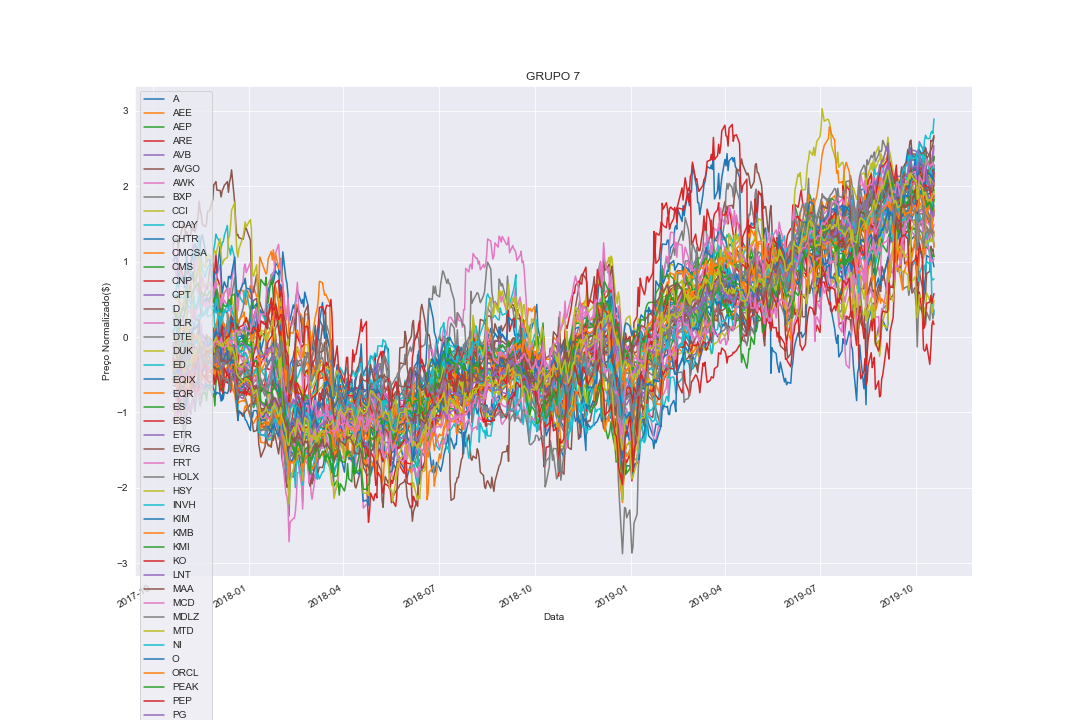 GRUPO 7
Preço Normalizado($)
3
2
1
0
−1
−2
−3
A
AEE
AEP
ARE
AVB
AVGO
AWK
BXP
CCI
CDAY
CHTR
CMCSA
CMS
CNP
CPT
D
DLR
DTE
DUK
ED
EQIX
EQR
ES
ESS
ETR
EVRG
FRT
HOLX
HSY
INVH
KIM
KMB
KMI
KO
LNT
MAA
MCD
MDLZ
MTD
NI
O
ORCL
PEAK
PEP
PG
2017-10
2018-01
2018-04
2018-07
2018-10
2019-01
2019-04
2019-07
2019-10
Data